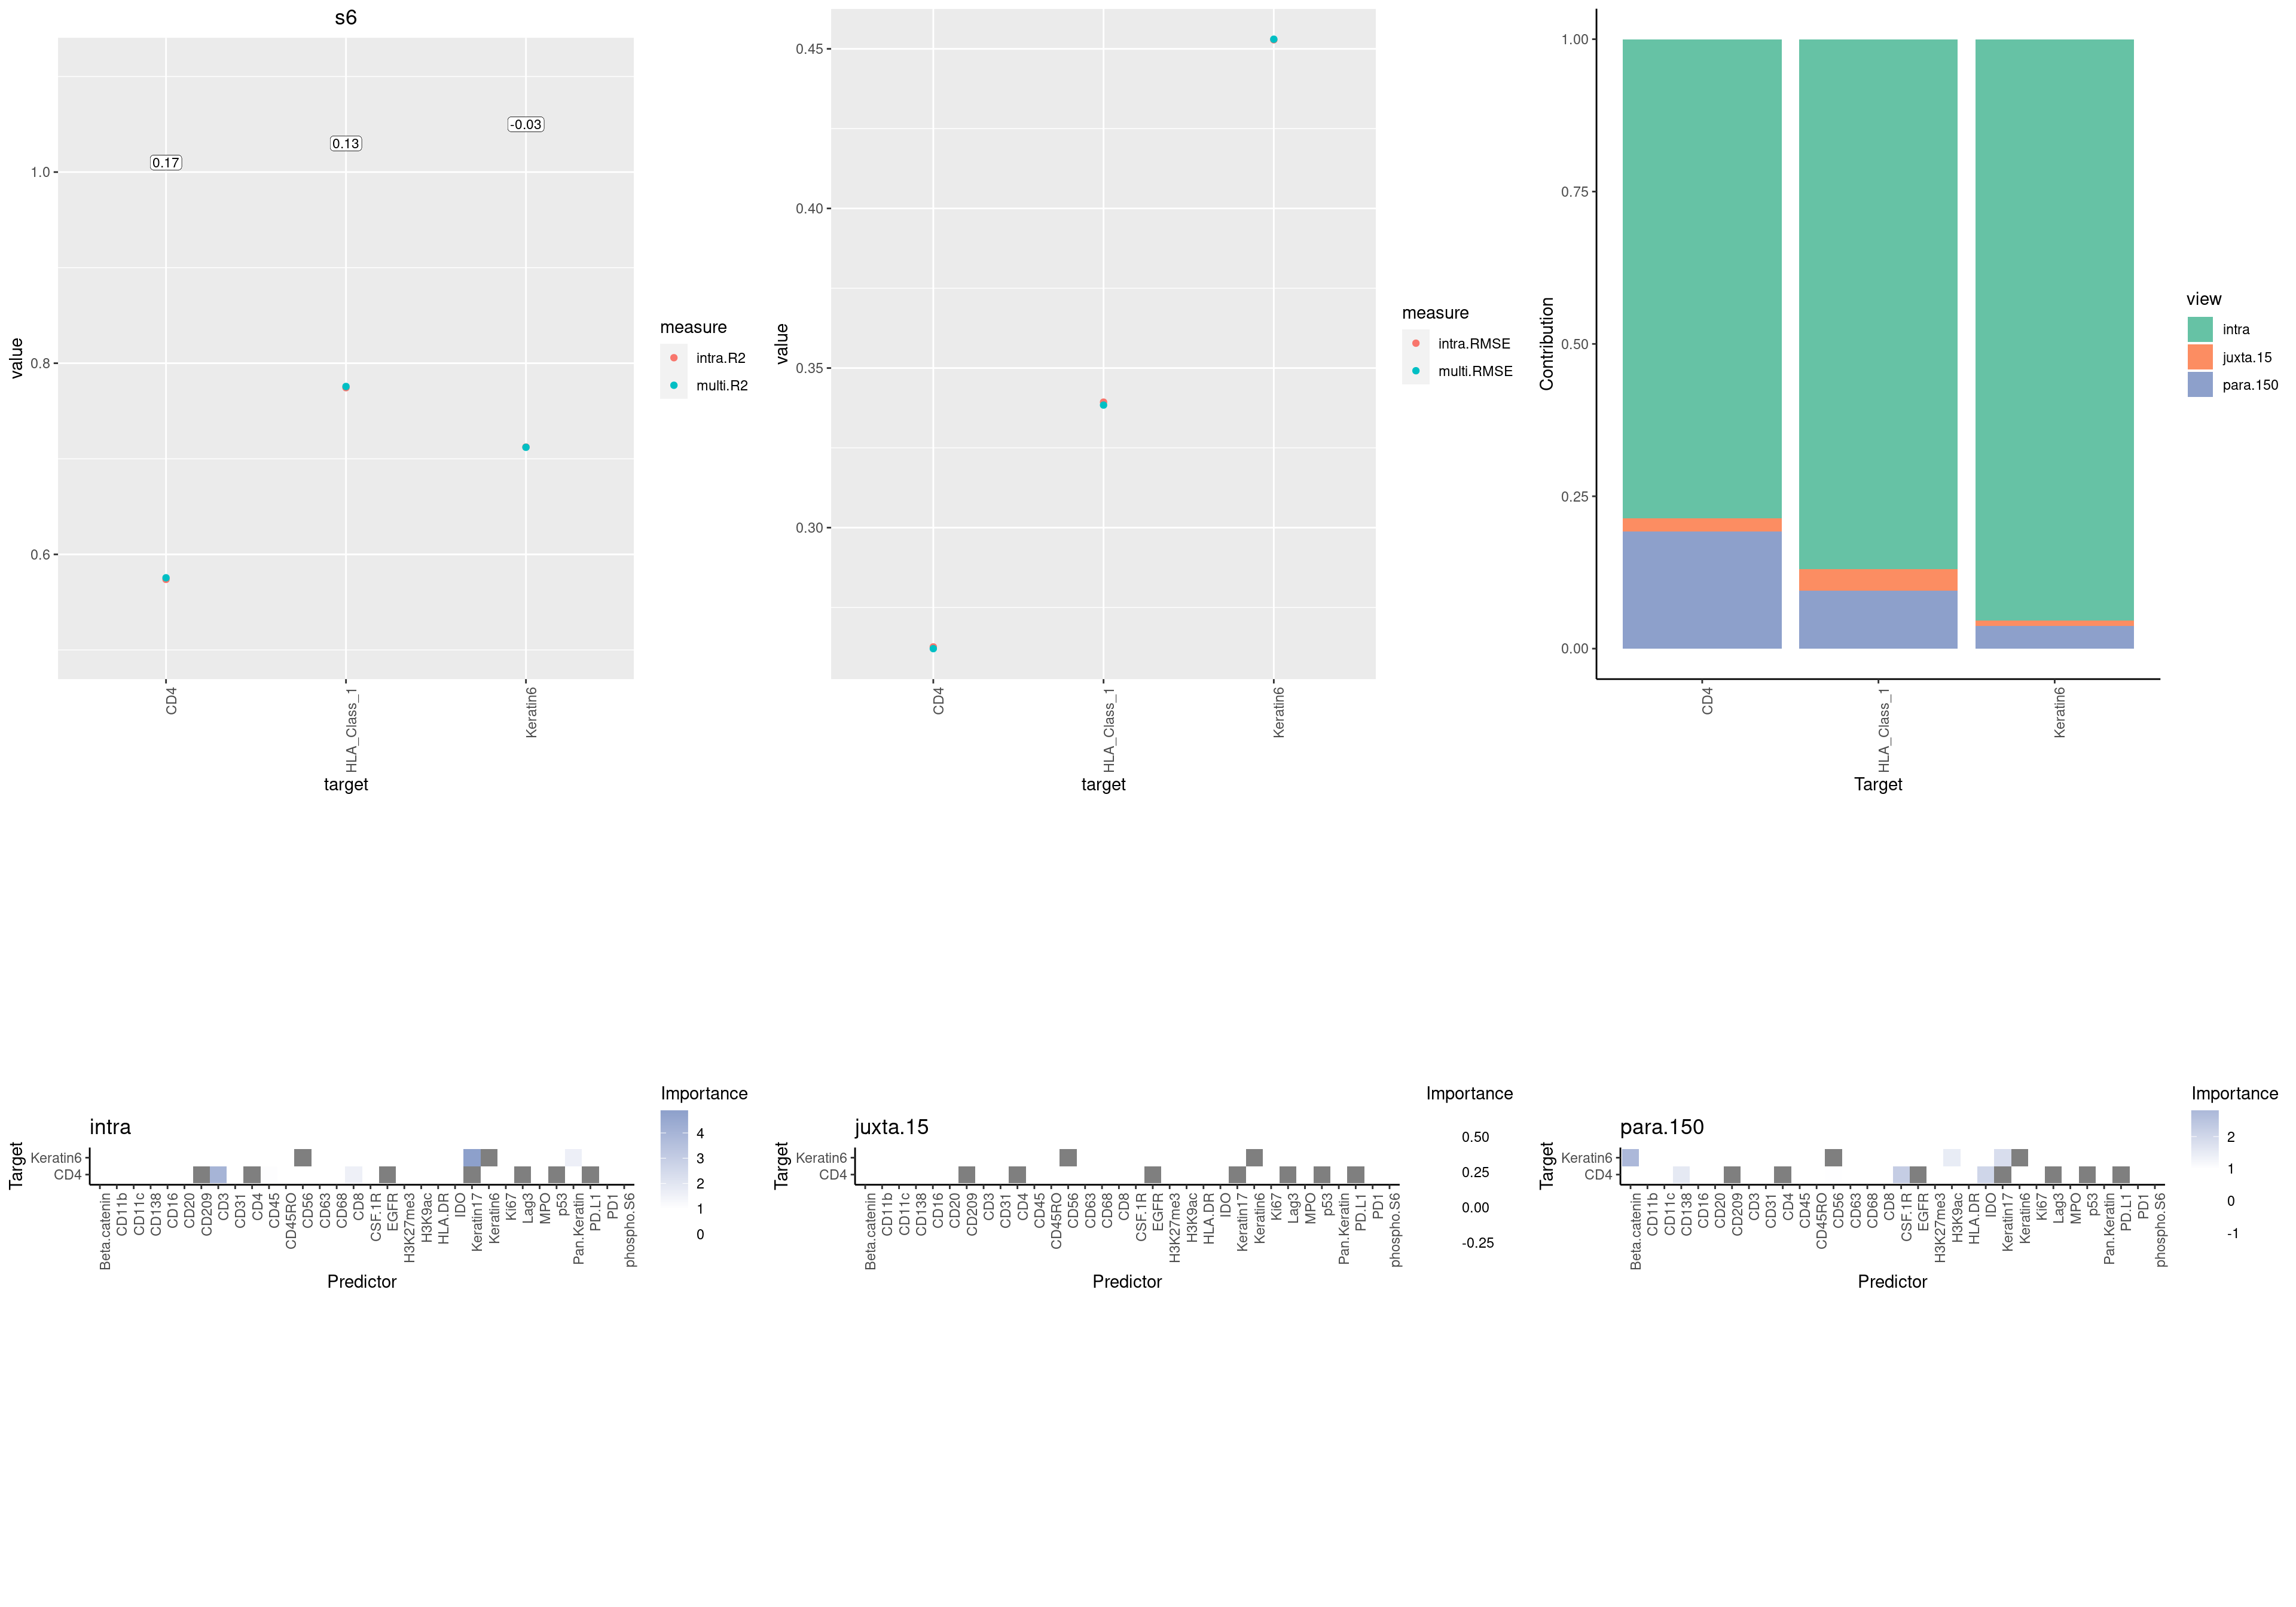 s6
value
1.0
0.8
0.6
0.17
0.13
-0.03
CD4
HLA_Class_1
Keratin6
target
measure
intra.R2
multi.R2
value
0.45
0.40
0.35
0.30
CD4
HLA_Class_1
Keratin6
target
measure
intra.RMSE
multi.RMSE
Contribution
1.00
0.75
0.50
0.25
0.00
CD4
HLA_Class_1
Keratin6
Target
view
intra
juxta.15
para.150
intra
Target
Keratin6
CD4
Beta.catenin
CD11b
CD11c
CD138
CD16
CD20
CD209
CD3
CD31
CD4
CD45
CD45RO
CD56
CD63
CD68
CD8
CSF.1R
EGFR
H3K27me3
H3K9ac
HLA.DR
IDO
Keratin17
Keratin6
Ki67
Lag3
MPO
p53
Pan.Keratin
PD.L1
PD1
phospho.S6
Predictor
Importance
4
3
2
1
0
juxta.15
Target
Keratin6
CD4
Beta.catenin
CD11b
CD11c
CD138
CD16
CD20
CD209
CD3
CD31
CD4
CD45
CD45RO
CD56
CD63
CD68
CD8
CSF.1R
EGFR
H3K27me3
H3K9ac
HLA.DR
IDO
Keratin17
Keratin6
Ki67
Lag3
MPO
p53
Pan.Keratin
PD.L1
PD1
phospho.S6
Predictor
Importance
0.50
0.25
0.00
-0.25
para.150
Target
Keratin6
CD4
Beta.catenin
CD11b
CD11c
CD138
CD16
CD20
CD209
CD3
CD31
CD4
CD45
CD45RO
CD56
CD63
CD68
CD8
CSF.1R
EGFR
H3K27me3
H3K9ac
HLA.DR
IDO
Keratin17
Keratin6
Ki67
Lag3
MPO
p53
Pan.Keratin
PD.L1
PD1
phospho.S6
Predictor
Importance
2
1
0
-1